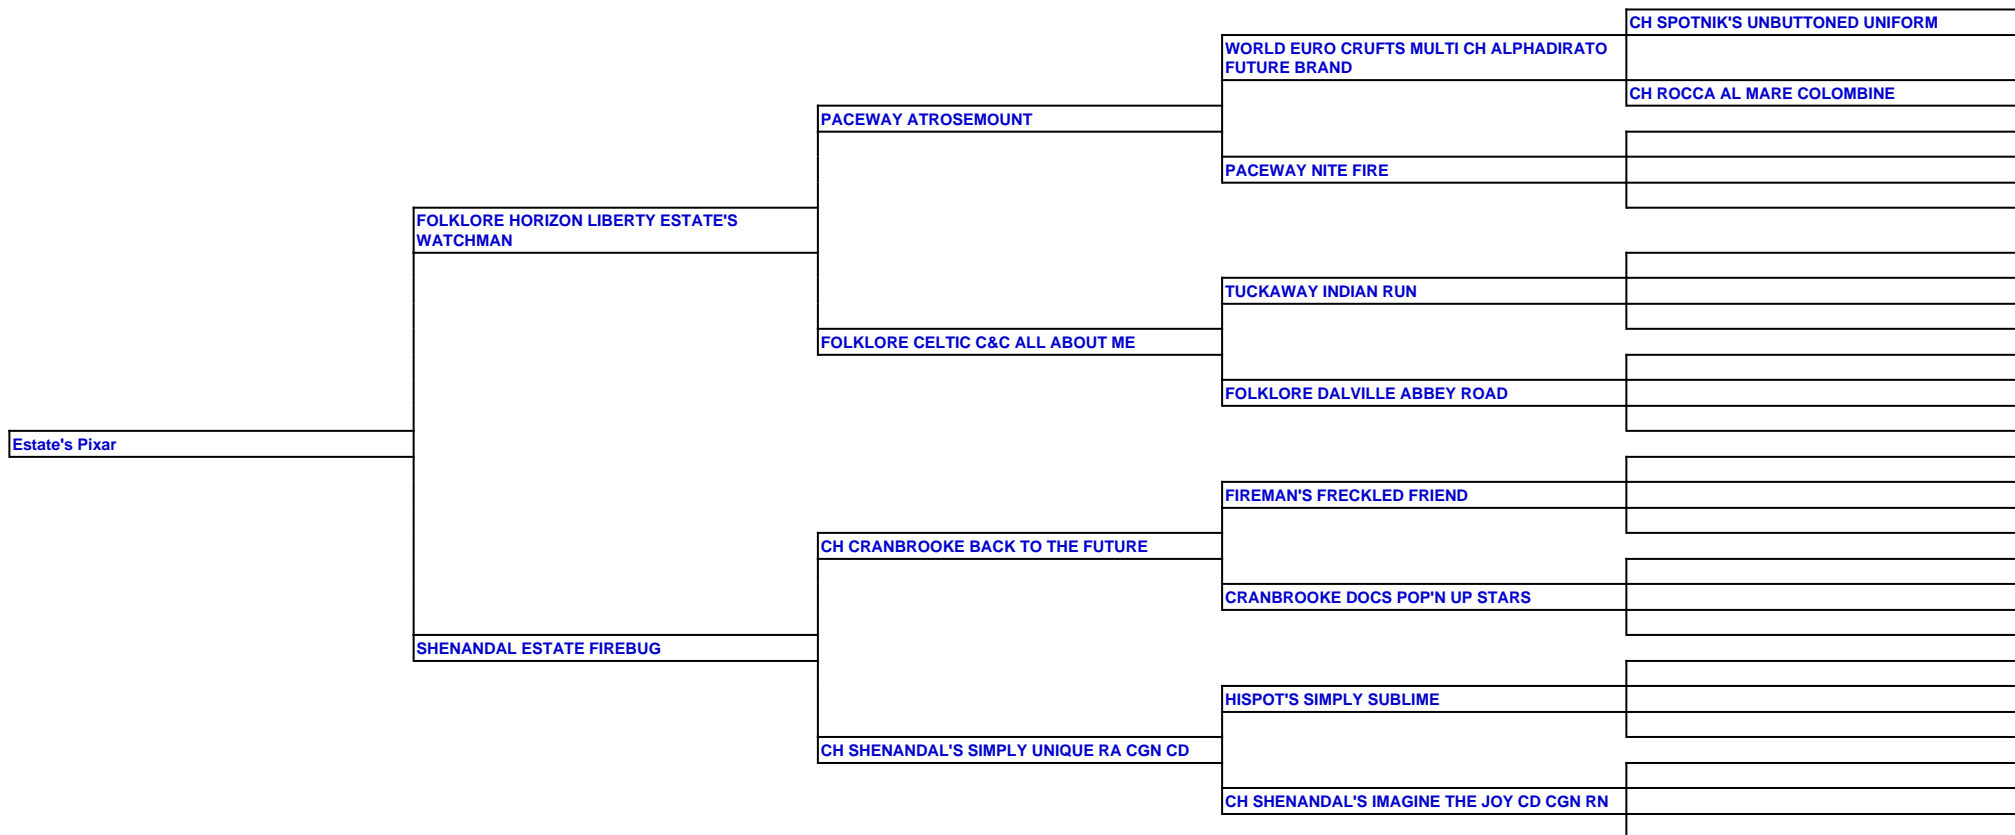 CH SPOTNIK'S UNBUTTONED UNIFORM
WORLD EURO CRUFTS MULTI CH ALPHADIRATO
FUTURE BRAND
CH ROCCA AL MARE COLOMBINE
PACEWAY ATROSEMOUNT
PACEWAY NITE FIRE
FOLKLORE HORIZON LIBERTY ESTATE'S
WATCHMAN
TUCKAWAY INDIAN RUN
FOLKLORE CELTIC C&C ALL ABOUT ME
FOLKLORE DALVILLE ABBEY ROAD
Estate's Pixar
FIREMAN'S FRECKLED FRIEND
CH CRANBROOKE BACK TO THE FUTURE
CRANBROOKE DOCS POP'N UP STARS
SHENANDAL ESTATE FIREBUG
HISPOT'S SIMPLY SUBLIME
CH SHENANDAL'S SIMPLY UNIQUE RA CGN CD
CH SHENANDAL'S IMAGINE THE JOY CD CGN RN